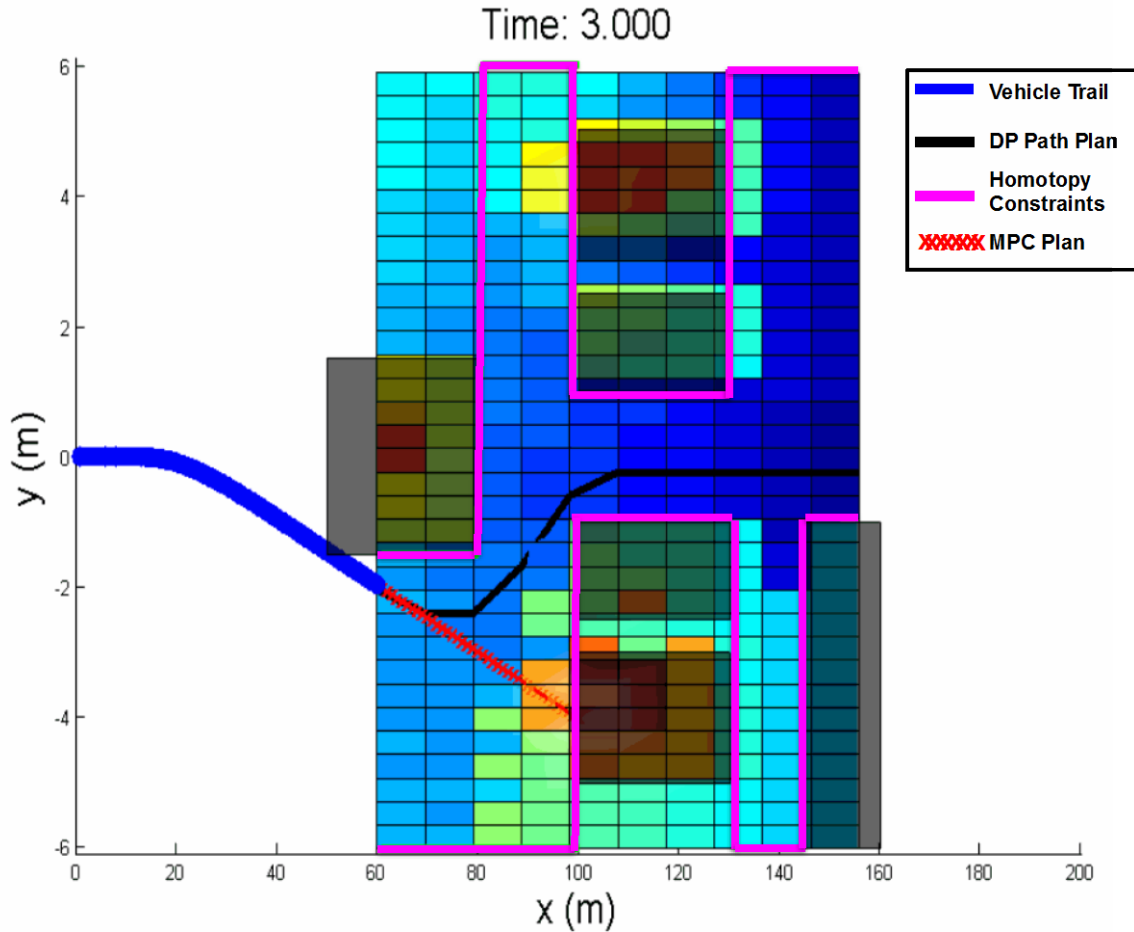 Time: 3.000
6
4
2
0
-2
-4
-6
y (m)
0
20
40
60
80
100
120
140
160
180
200
x (m)
Vehicle Trail
DP Path Plan
Homotopy
Constraints
MPC Plan